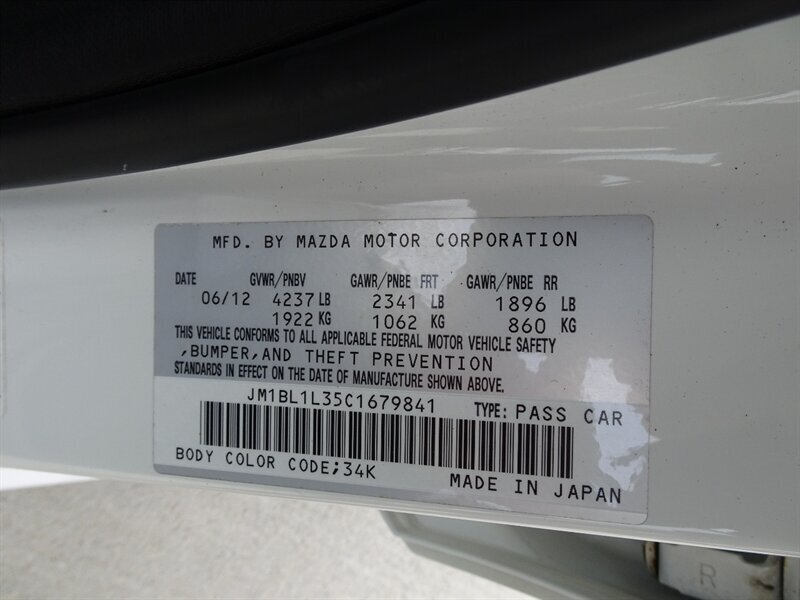 MFD. BY MAZDA MOTOR CORPORATION
DATE GVWR/PNBV GAWR/PNBE FRT GAWR/PNBE RR
06/12 4237 LB 2341 LB 1896 LB
1922 KG 1062 KG 860 KG
THIS VEHICLE CONFORMS TO ALL APPLICABLE FEDERAL MOTOR VEHICLE SAFETY
,BUMPER,AND THEFT PREVENTION
STANDARDS IN EFFECT ON THE DATE OF MANUFACTURE SHOWN ABOVE.
JM1BL1L35C1679841 TYPE: PASS CAR
BODY COLOR CODE;34K MADE IN JAPAN
R